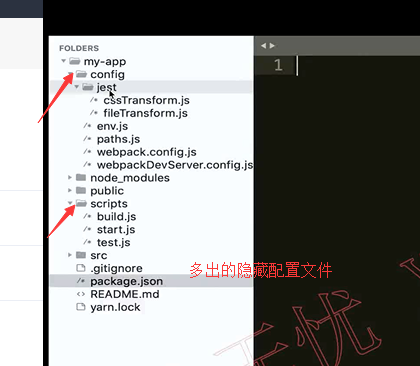 FOLDERS
my-app
config
jest
cssTransform.js
fileTransform.js
env.js
paths.js
webpack.config.js
webpackDevServer.config.js
node_modules
public
scripts
build.js
start.js
test.js
src
.gitignore
package.json
README.md
yarn.lock
1
多出的隐藏配置文件